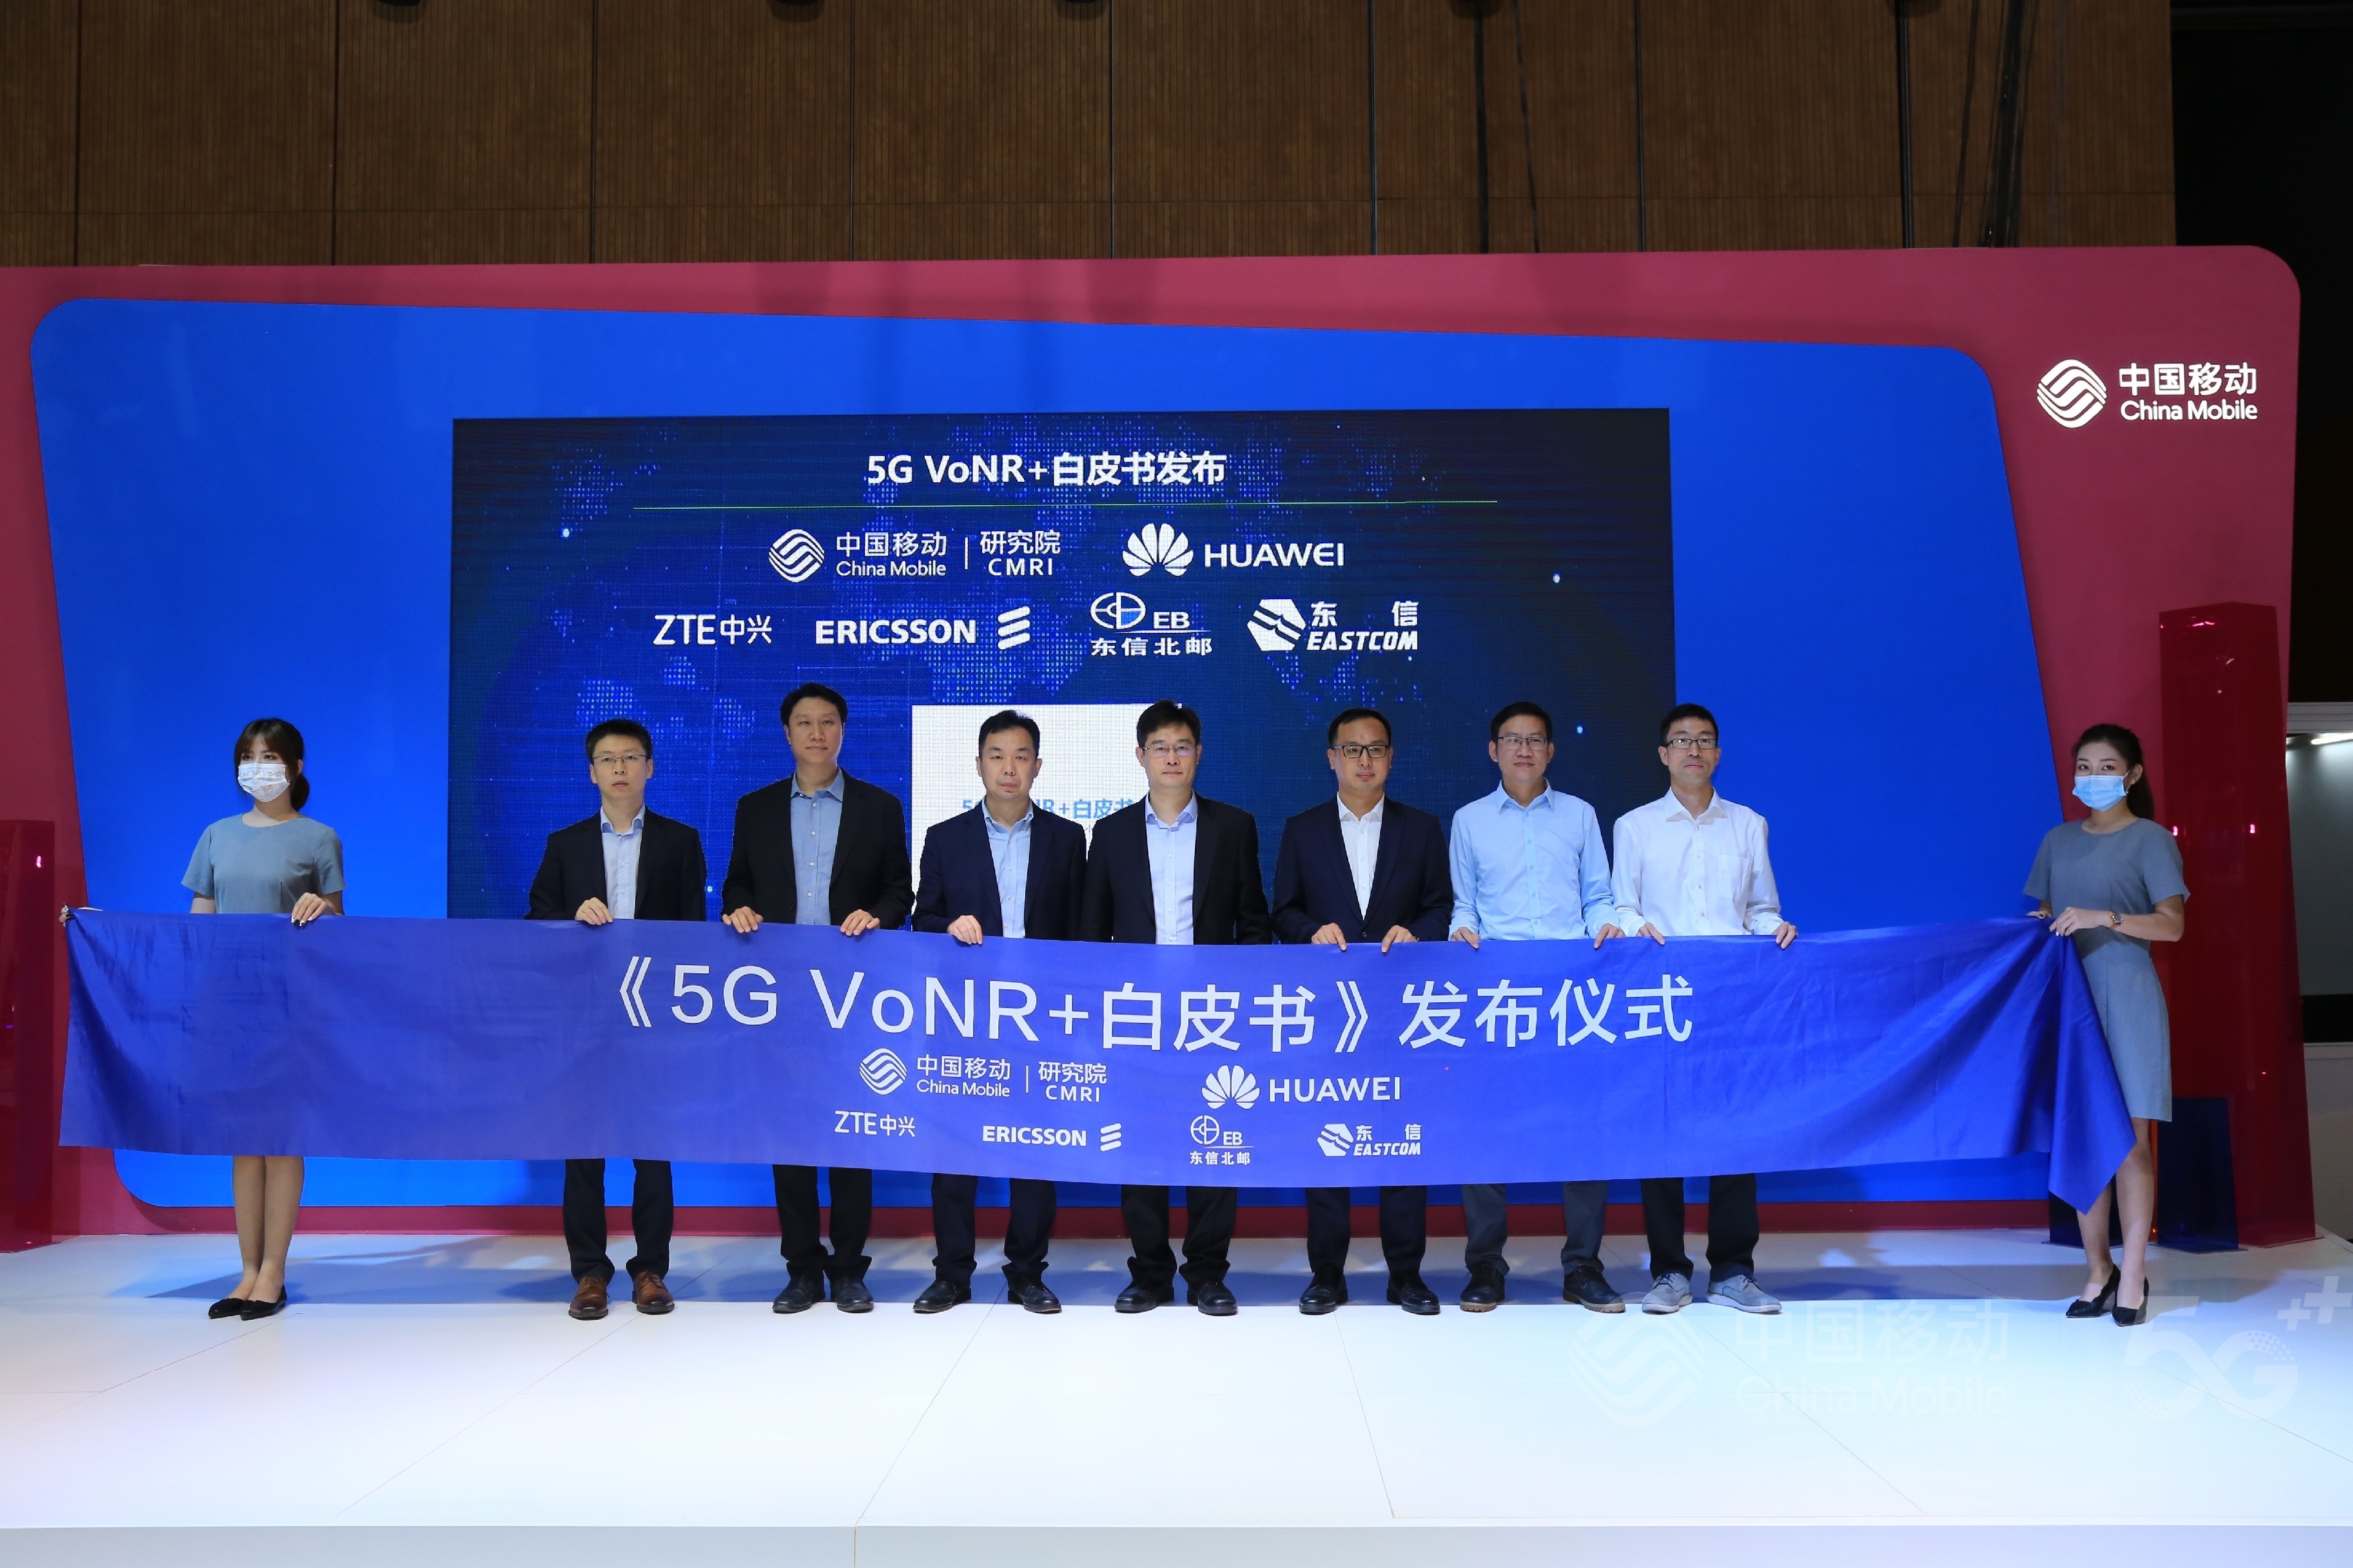 中国移动
China Mobile
5G VoNR+白皮书发布
中国移动 研究院
China Mobile CMRI
HUAWEI
ZTE中兴
ERICSSON
EB
东信北邮
东信
EASTCOM
+白皮书
《5G VoNR+白皮书》发布仪式
中国移动 研究院
China Mobile CMRI
HUAWEI
ZTE中兴
ERICSSON
EB
东信北邮
东信
EASTCOM
中国移动
China Mobile
5G++